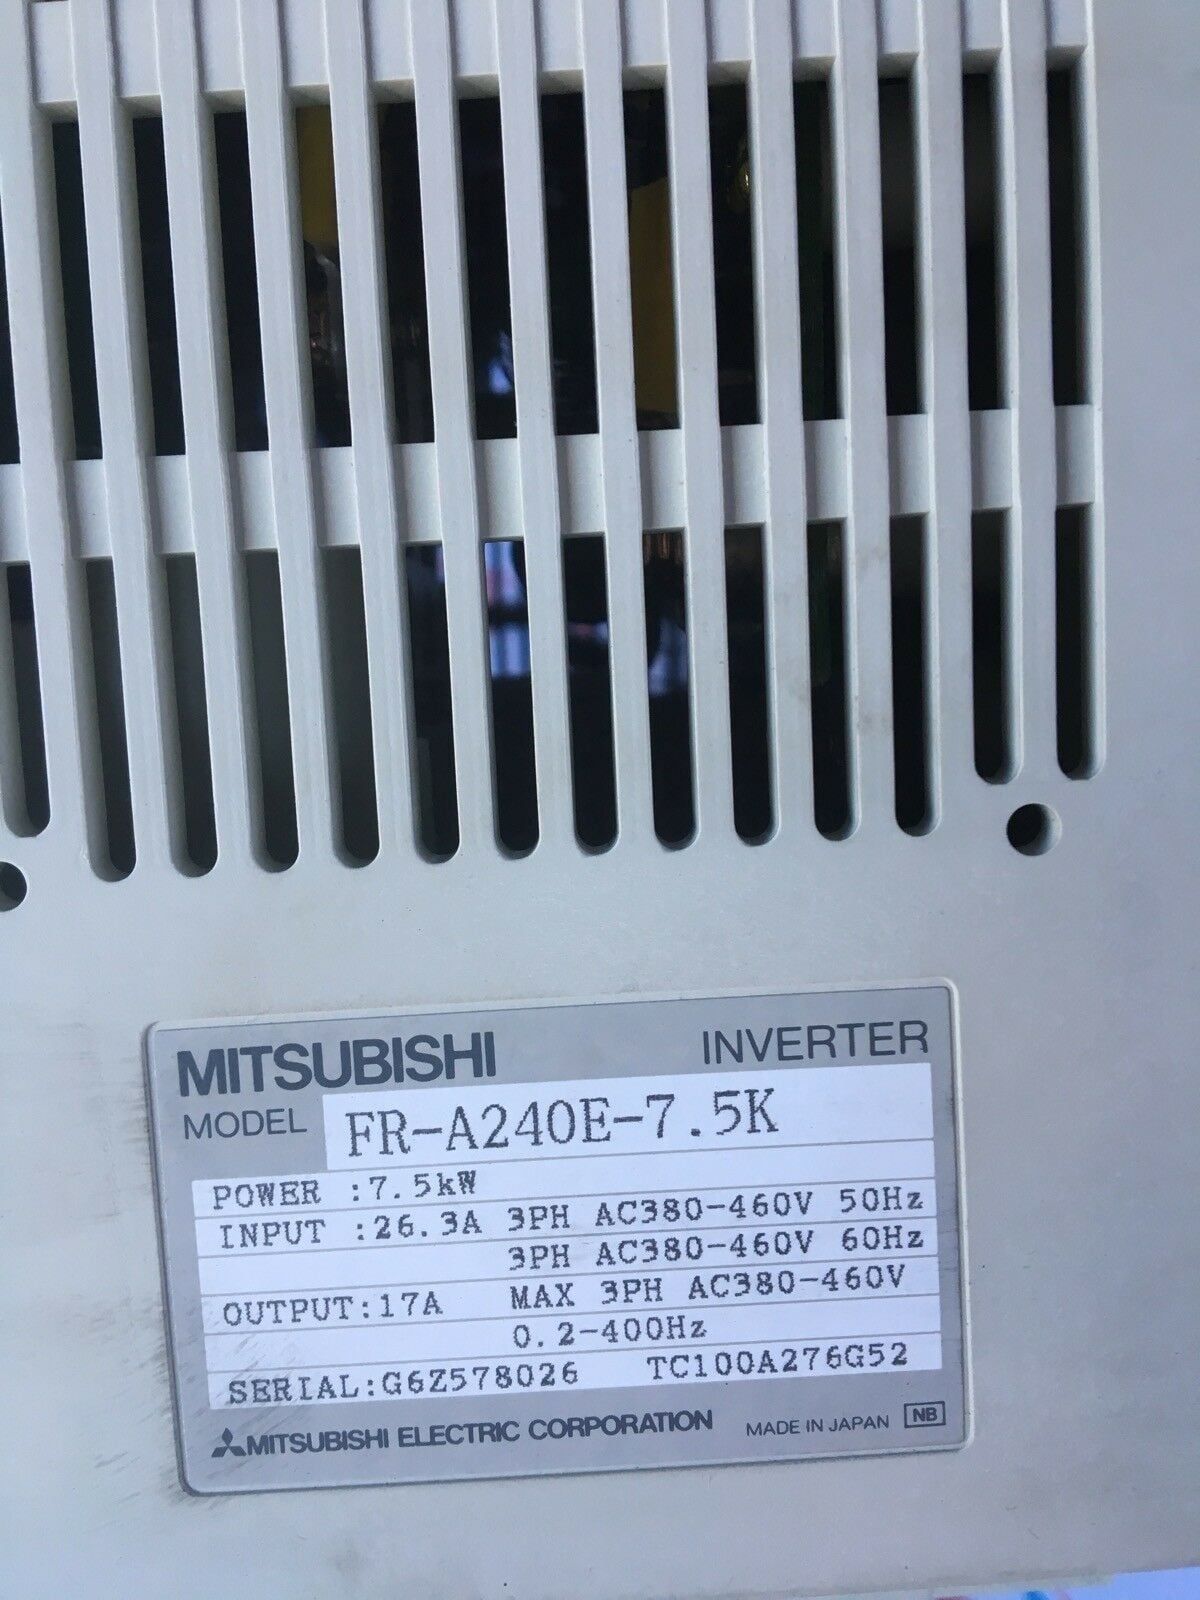 MITSUBISHI INVERTER
MODEL FR-A240E-7.5K
POWER :7.5kW
INPUT :26.3A 3PH AC380-460V 50Hz
3PH AC380-460V 60Hz
OUTPUT:17A MAX 3PH AC380-460V
0.2-400Hz
SERIAL:G6Z578026 TC100A276G52
MITSUBISHI ELECTRIC CORPORATION MADE IN JAPAN NB